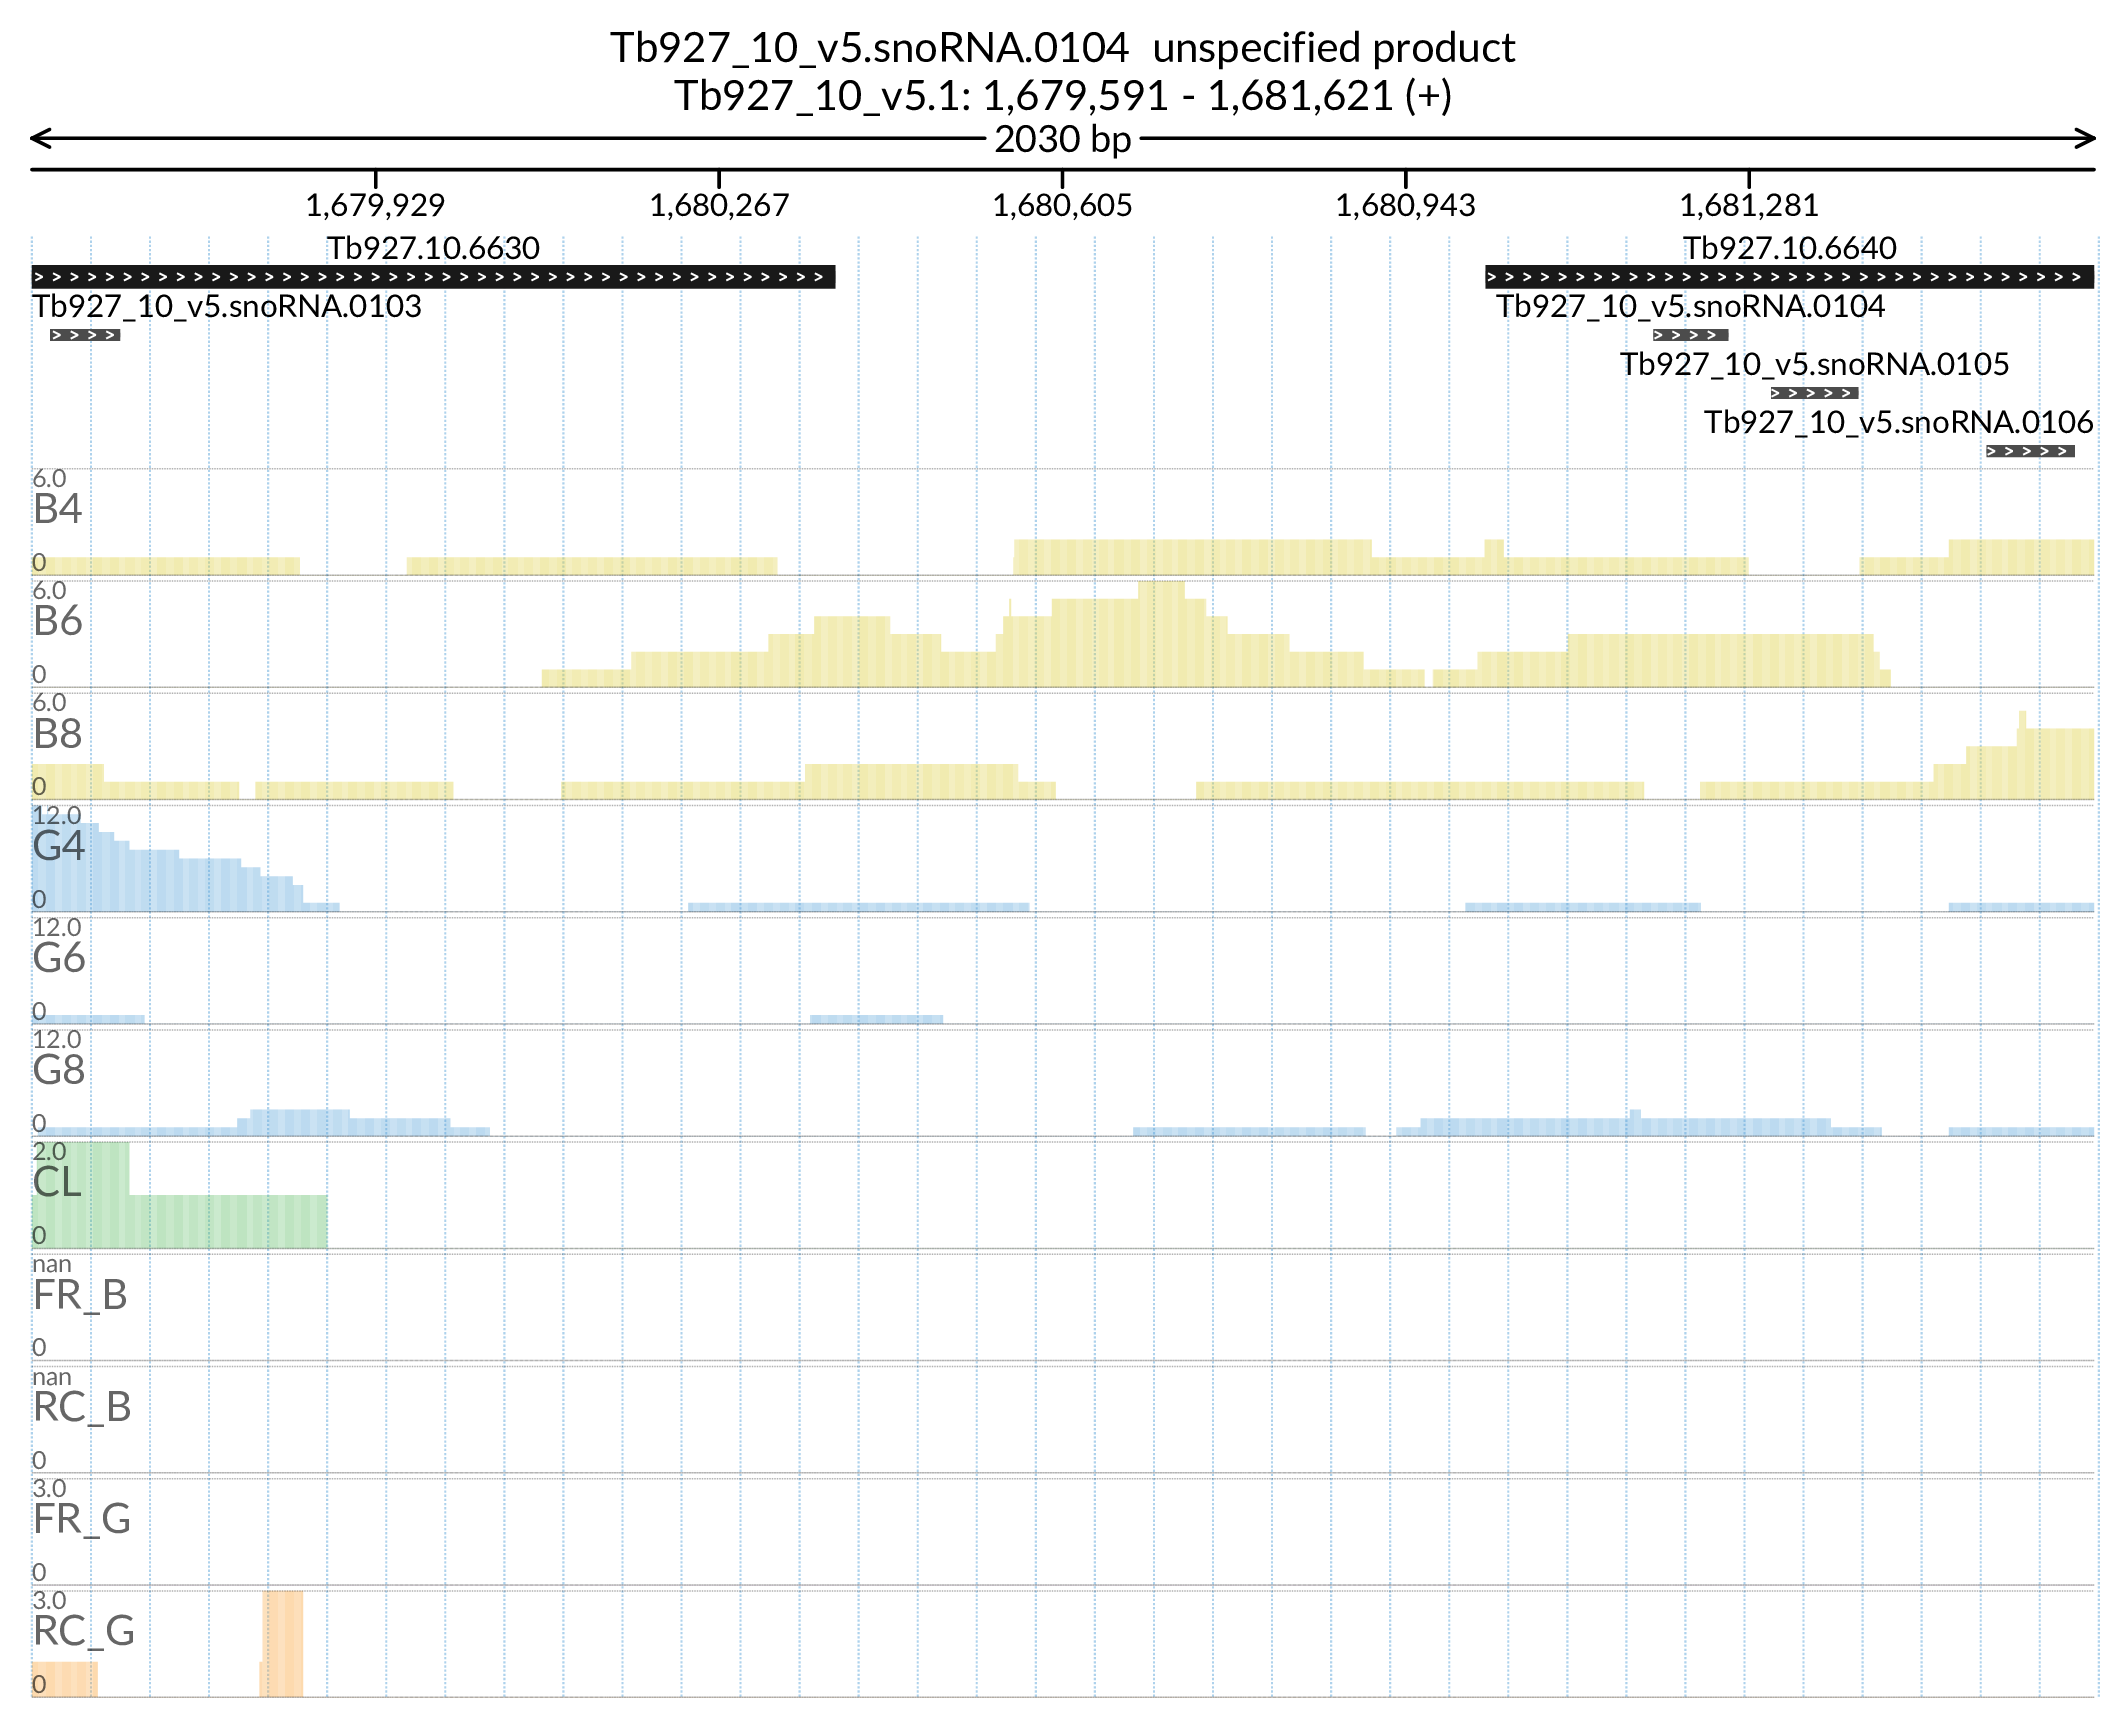 Tb927_10_v5.snoRNA.0104  unspecified product
Tb927_10_v5.1: 1,679,591 - 1,681,621 (+)
2030 bp
1,679,929 1,680,267 1,680,605 1,680,943 1,681,281
Tb927.10.6630 Tb927.10.6640
Tb927_10_v5.snoRNA.0103 Tb927_10_v5.snoRNA.0104
Tb927_10_v5.snoRNA.0105
Tb927_10_v5.snoRNA.0106
6.0
B4
0
6.0
B6
0
6.0
B8
0
12.0
G4
0
12.0
G6
0
12.0
G8
0
2.0
CL
0
nan
FR_B
0
nan
RC_B
0
3.0
FR_G
0
3.0
RC_G
0